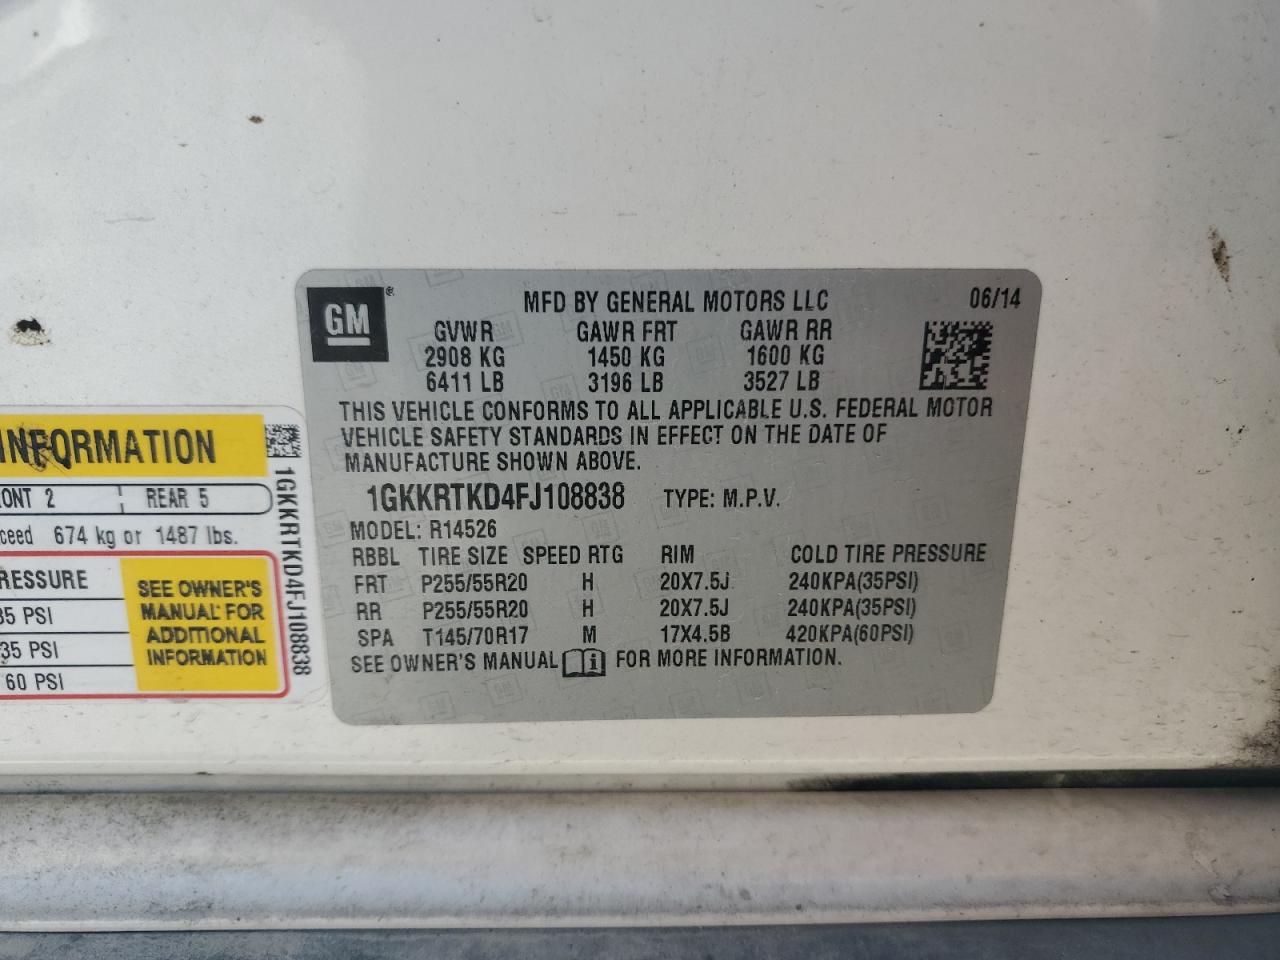 GM®
MFD BY GENERAL MOTORS LLC 06/14
GVWR GAWR FRT GAWR RR
2908 KG 1450 KG 1600 KG
6411 LB 3196 LB 3527 LB
THIS VEHICLE CONFORMS TO ALL APPLICABLE U.S. FEDERAL MOTOR
VEHICLE SAFETY STANDARDS IN EFFECT ON THE DATE OF
MANUFACTURE SHOWN ABOVE.
1GKKRTKD4FJ108838 TYPE: M.P.V.
MODEL: R14526
RBBL TIRE SIZE SPEED RTG RIM COLD TIRE PRESSURE
FRT P255/55R20 H 20X7.5J 240KPA(35PSI)
RR P255/55R20 H 20X7.5J 240KPA(35PSI)
SPA T145/70R17 M 17X4.5B 420KPA(60PSI)
SEE OWNER'S MANUAL i FOR MORE INFORMATION.
INFORMATION
ONT 2 REAR 5
ceed 674 kg or 1487 lbs.
RESSURE
35 PSI
35 PSI
60 PSI
SEE OWNER'S
MANUAL FOR
ADDITIONAL
INFORMATION
1GKKRTKD4FJ108838